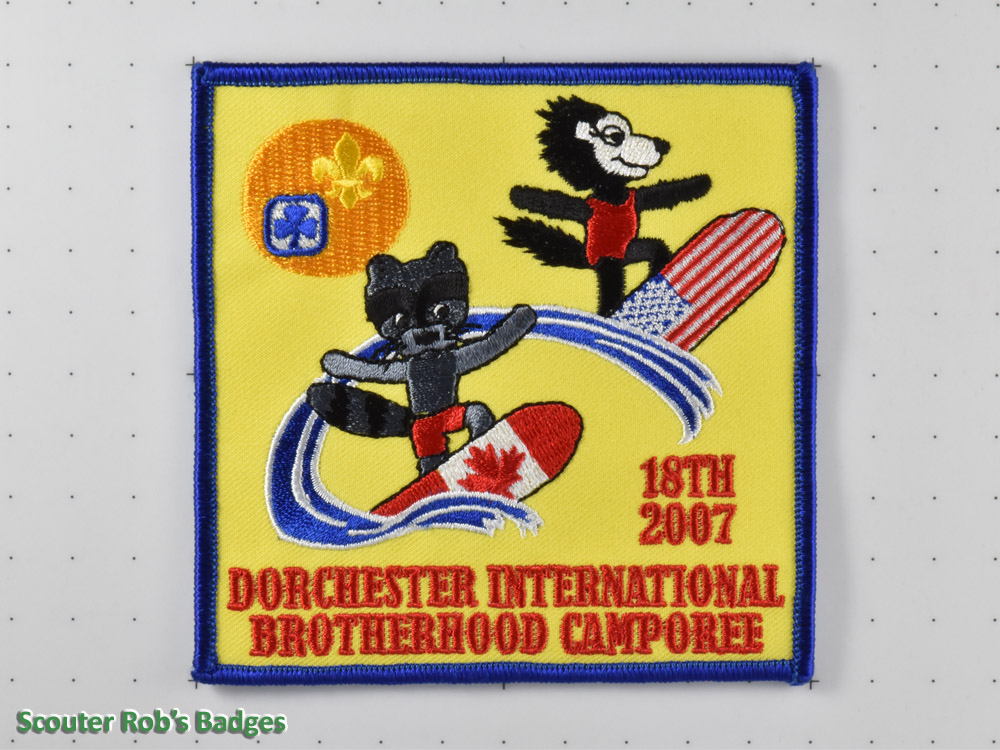 18TH
2007
DORCHESTER INTERNATIONAL
BROTHERHOOD CAMPOREE
Scouter Rob's Badges